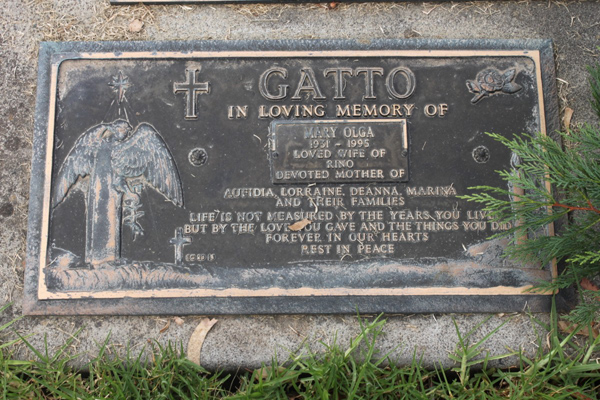 GATTO
IN LOVING MEMORY OF
MARY OLGA
1931 - 1995
LOVED WIFE OF
RINO
DEVOTED MOTHER OF
AUFIDIA, LORRAINE, DEANNA, MARINA
AND THEIR FAMILIES
LIFE IS NOT MEASURED BY THE YEARS YOU LIVE
BUT BY THE LOVE YOU GAVE AND THE THINGS YOU DID
FOREVER IN OUR HEARTS
REST IN PEACE